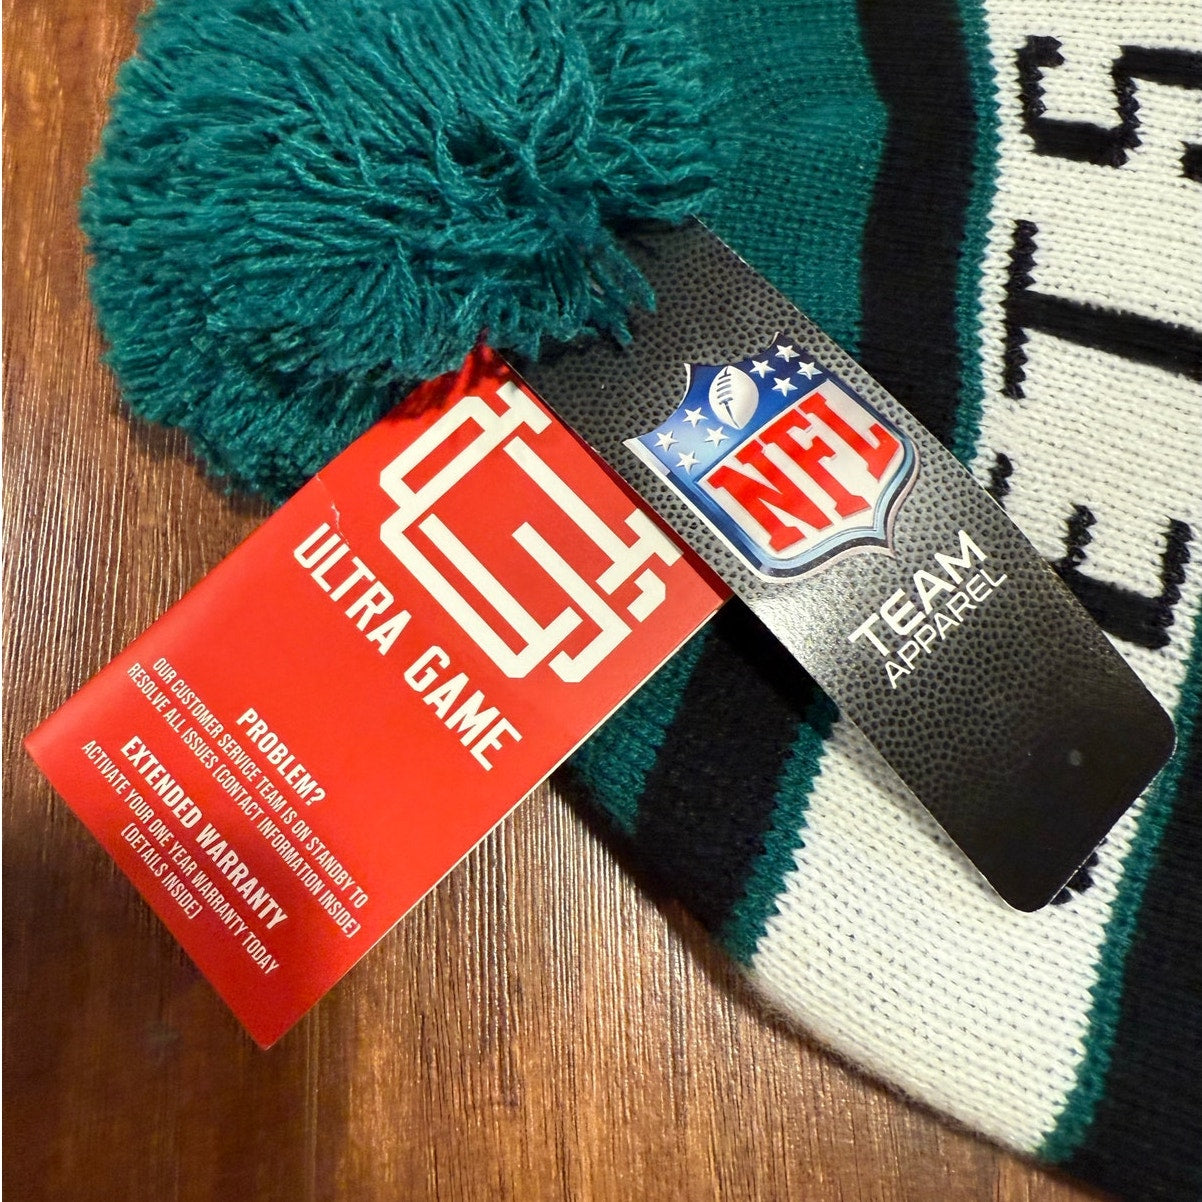 ULTRA GAME
PROBLEM?
OUR CUSTOMER SERVICE TEAM IS ON STANDBY TO
RESOLVE ALL ISSUES [CONTACT INFORMATION INSIDE]
EXTENDED WARRANTY
ACTIVATE YOUR ONE YEAR WARRANTY TODAY
[DETAILS INSIDE]
NFL
TEAM
APPAREL
ETS